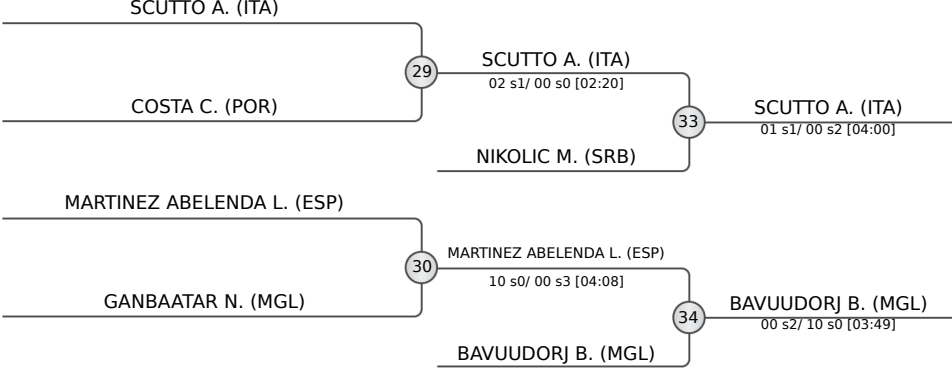 SCUTTO A. (ITA)
29
SCUTTO A. (ITA)
02 s1/ 00 s0 [02:20]
COSTA C. (POR)
33
SCUTTO A. (ITA)
01 s1/ 00 s2 [04:00]
NIKOLIC M. (SRB)
MARTINEZ ABELENDA L. (ESP)
30
MARTINEZ ABELENDA L. (ESP)
10 s0/ 00 s3 [04:08]
GANBAATAR N. (MGL)
34
BAVUUDORJ B. (MGL)
00 s2/ 10 s0 [03:49]
BAVUUDORJ B. (MGL)